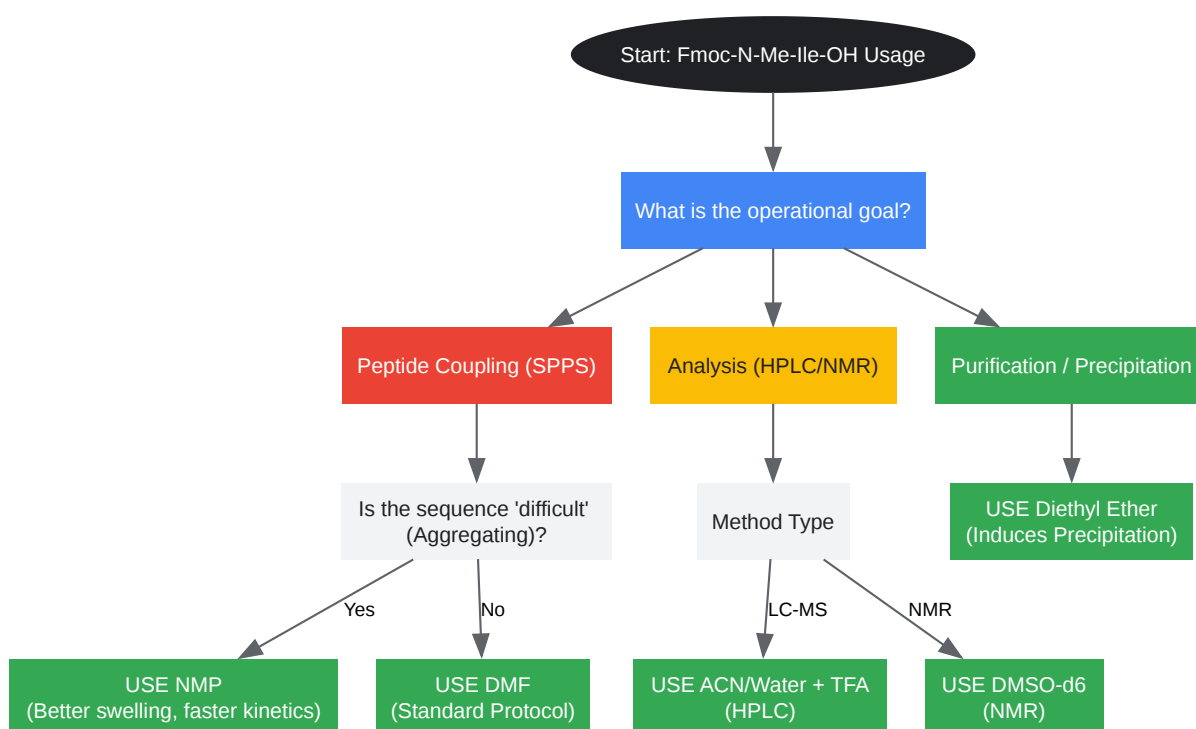 Start: Fmoc-N-Me-Ile-OH Usage
What is the operational goal?
Peptide Coupling (SPPS)
Analysis (HPLC/NMR)
Purification / Precipitation
Is the sequence 'difficult'
(Aggregating)?
Method Type
USE Diethyl Ether
(Induces Precipitation)
Yes
No
LC-MS
NMR
USE NMP
(Better swelling, faster kinetics)
USE DMF
(Standard Protocol)
USE ACN/Water + TFA
(HPLC)
USE DMSO-d6
(NMR)